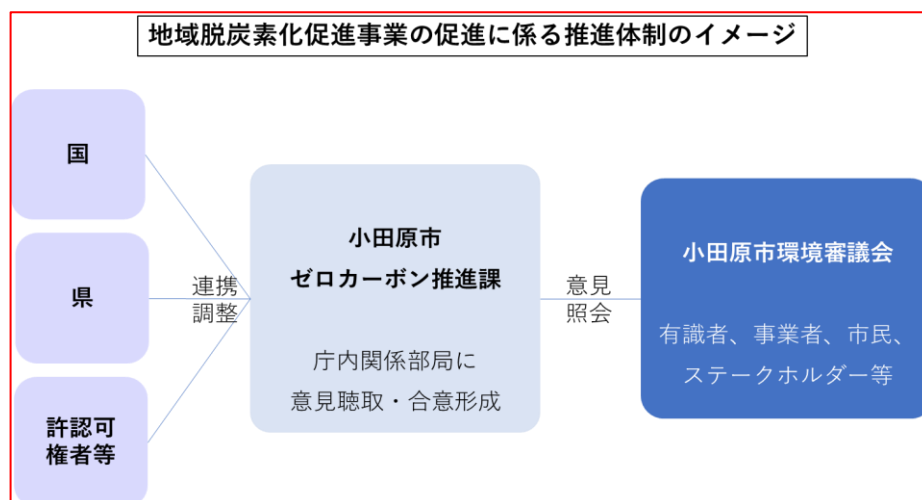 地域脱炭素化促進事業の促進に係る推進体制のイメージ
国
県
許認可
権者等
連携
調整
小田原市
ゼロカーボン推進課
庁内関係部局に
意見聴取・合意形成
意見
照会
小田原市環境審議会
有識者、事業者、市民、
ステークホルダー等